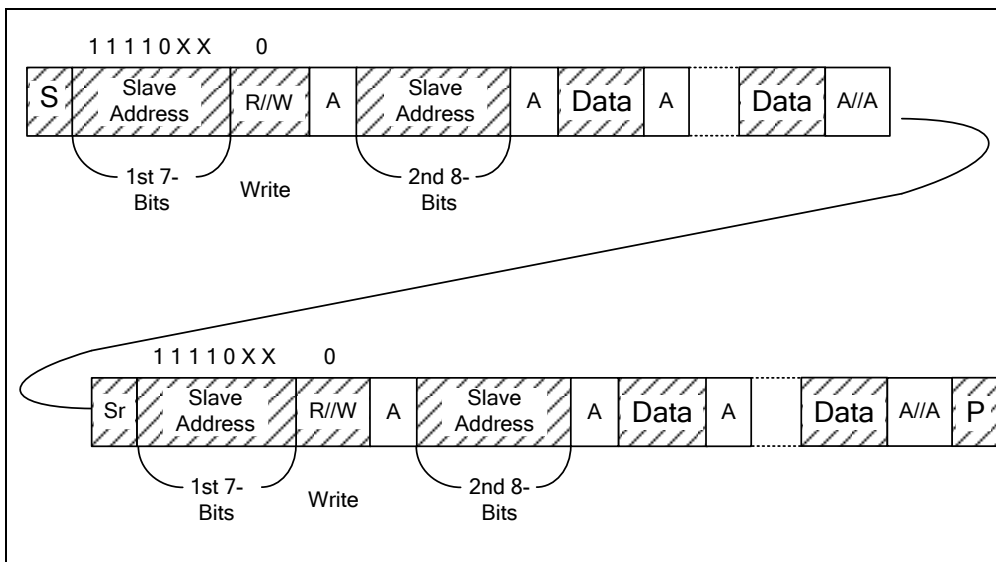 1 1 1 1 0 X X 0
S Slave Address R//W A Slave Address A Data A Data A//A
1st 7-Bits Write 2nd 8-Bits
1 1 1 1 0 X X 0
Sr Slave Address R//W A Slave Address A Data A Data A//A P
1st 7-Bits Write 2nd 8-Bits